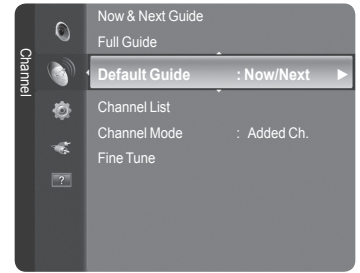 Channel
Now & Next Guide
Full Guide
Default Guide : Now/Next
Channel List
Channel Mode : Added Ch.
Fine Tune
?